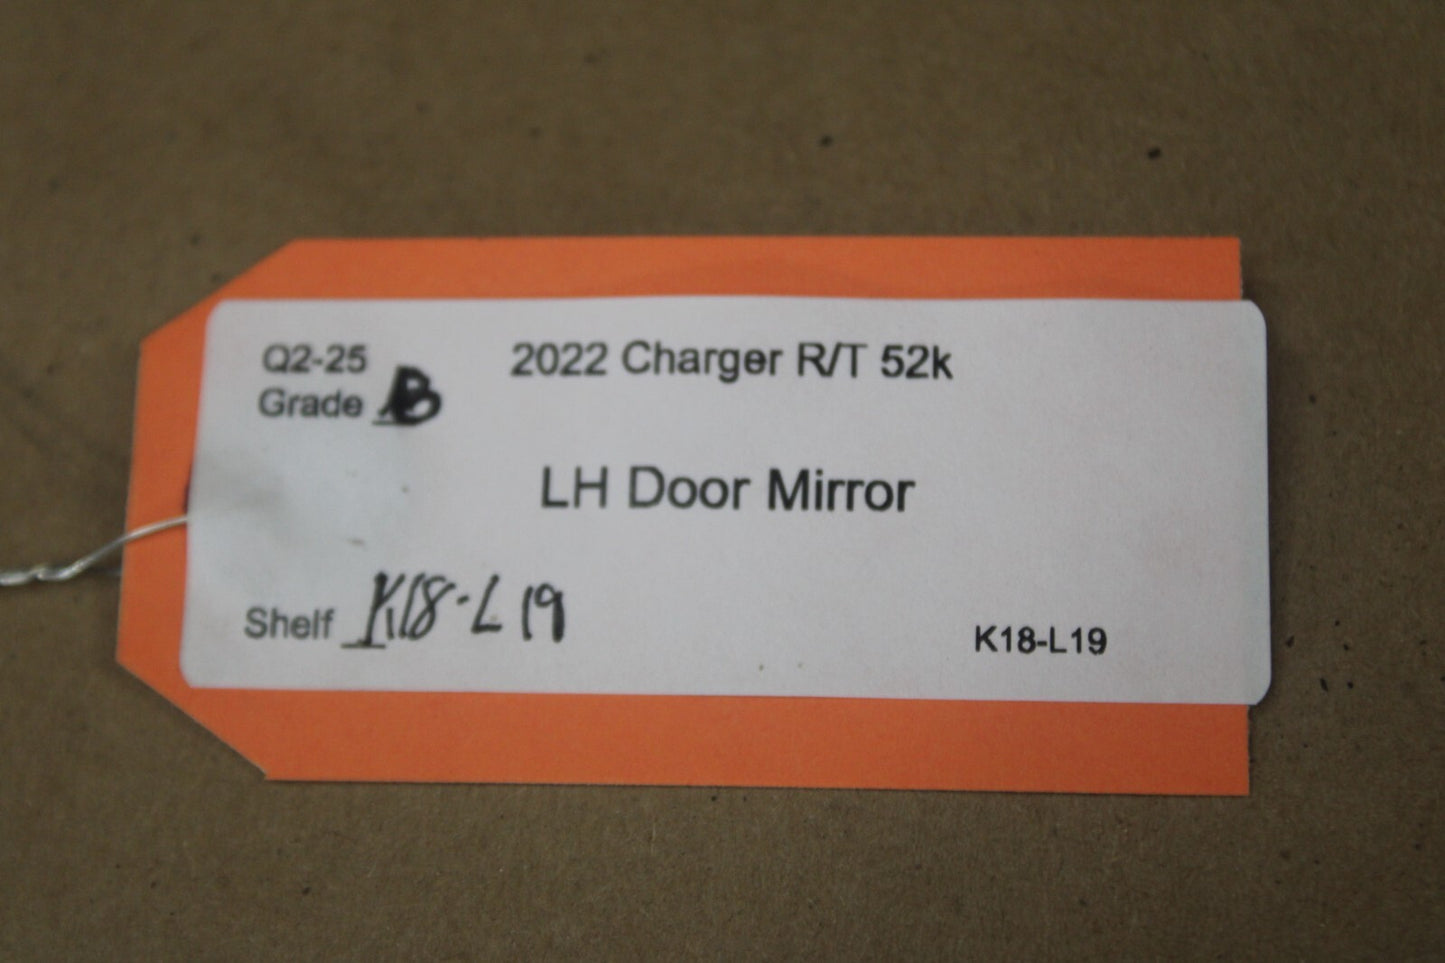 Q2-25 2022 Charger R/T 52k
Grade B
LH Door Mirror
Shelf K18-L19 K18-L19